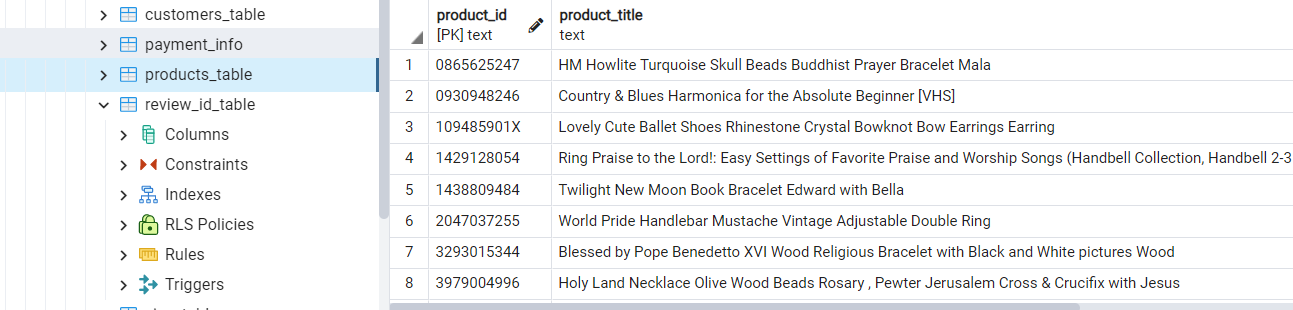 customers_table
payment_info
products_table
review_id_table
Columns
Constraints
Indexes
RLS Policies
Rules
Triggers
product_id product_title
[PK] text text
1 0865625247 HM Howlite Turquoise Skull Beads Buddhist Prayer Bracelet Mala
2 0930948246 Country & Blues Harmonica for the Absolute Beginner [VHS]
3 109485901X Lovely Cute Ballet Shoes Rhinestone Crystal Bowknot Bow Earrings Earring
4 1429128054 Ring Praise to the Lord!: Easy Settings of Favorite Praise and Worship Songs (Handbell Collection, Handbell 2-3
5 1438809484 Twilight New Moon Book Bracelet Edward with Bella
6 2047037255 World Pride Handlebar Mustache Vintage Adjustable Double Ring
7 3293015344 Blessed by Pope Benedetto XVI Wood Religious Bracelet with Black and White pictures Wood
8 3979004996 Holy Land Necklace Olive Wood Beads Rosary , Pewter Jerusalem Cross & Crucifix with Jesus